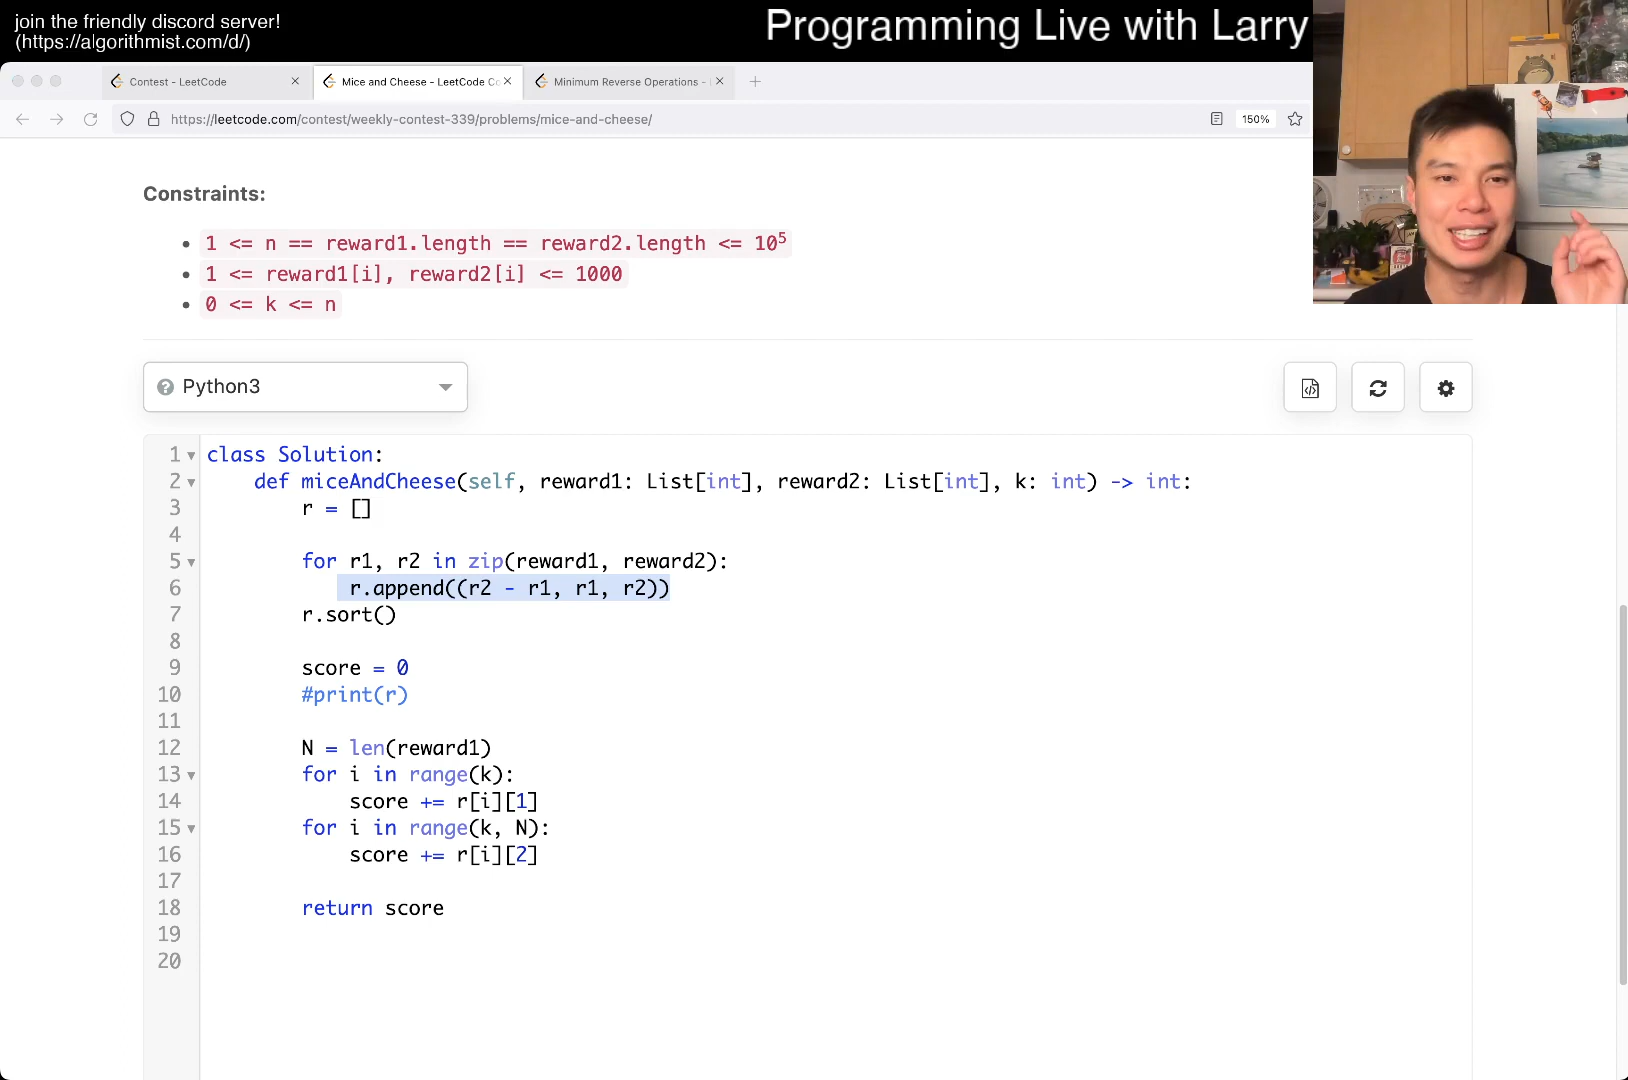 join the friendly discord server!
(https://algorithmist.com/d/)
Programming Live with Larry
Contest - LeetCode
Mice and Cheese - LeetCode Co
Minimum Reverse Operations - L
https://leetcode.com/contest/weekly-contest-339/problems/mice-and-cheese/
150%
Constraints:
1 <= n == reward1.length == reward2.length <= 10⁵
1 <= reward1[i], reward2[i] <= 1000
0 <= k <= n
Python3
1 class Solution:
2 def miceAndCheese(self, reward1: List[int], reward2: List[int], k: int) -> int:
3 r = []
4
5 for r1, r2 in zip(reward1, reward2):
6 r.append((r2 - r1, r1, r2))
7 r.sort()
8
9 score = 0
10 #print(r)
11
12 N = len(reward1)
13 for i in range(k):
14 score += r[i][1]
15 for i in range(k, N):
16 score += r[i][2]
17
18 return score
19
20